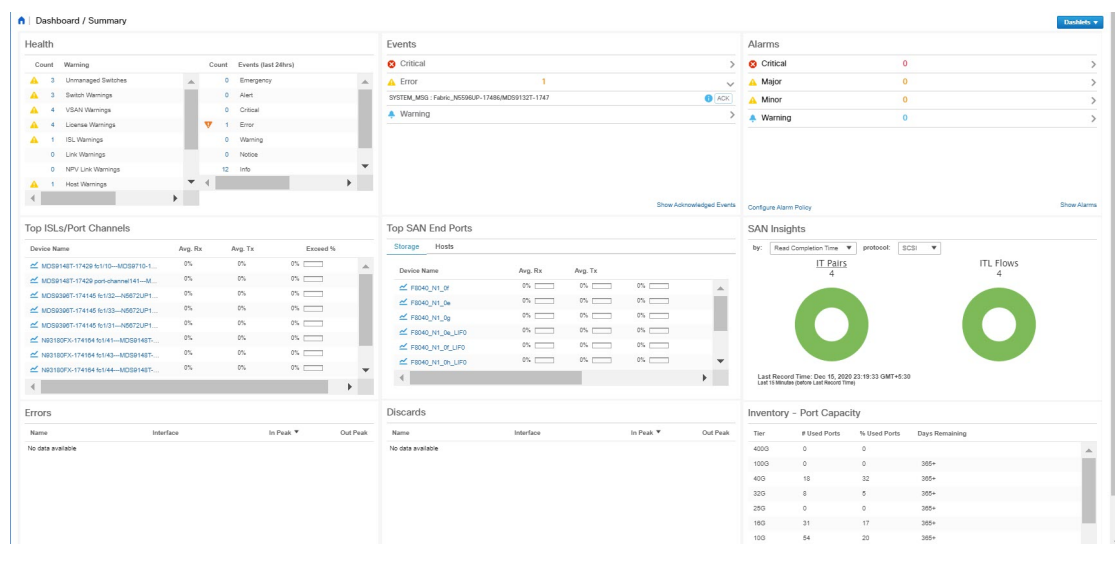 Dashboard / Summary
Dashlets
Health
Count Warning Count Events (last 24hrs)
3 Unmanaged Switches 0 Emergency
3 Switch Warnings 0 Alert
4 VSAN Warnings 0 Critical
4 License Warnings 1 Error
1 ISL Warnings 0 Warning
0 Link Warnings 0 Notice
0 NPV Link Warnings 12 Info
1 Host Warnings
Events
Critical
Error 1
SYSTEM_MSG : Fabric_N5596UP-17486/MDS9132T-1747 ACK
Warning
Show Acknowledged Events
Alarms
Critical 0
Major 0
Minor 0
Warning 0
Configure Alarm Policy Show Alarms
Top ISLs/Port Channels
Device Name Avg. Rx Avg. Tx Exceed %
MDS9148T-17429 fc1/10---MDS9710-1... 0% 0% 0%
MDS9148T-17429 port-channel141---M... 0% 0% 0%
MDS9396T-174145 fc1/32---N5672UP1... 0% 0% 0%
MDS9396T-174145 fc1/33---N5672UP1... 0% 0% 0%
MDS9396T-174145 fc1/31---N5672UP1... 0% 0% 0%
N93180FX-174164 fc1/41---MDS9148T-... 0% 0% 0%
N93180FX-174164 fc1/43---MDS9148T-... 0% 0% 0%
N93180FX-174164 fc1/44---MDS9148T-... 0% 0% 0%
Top SAN End Ports
Storage Hosts
Device Name Avg. Rx Avg. Tx
F8040_N1_0f 0% 0% 0%
F8040_N1_0e 0% 0% 0%
F8040_N1_0g 0% 0% 0%
F8040_N1_0e_LIF0 0% 0% 0%
F8040_N1_0f_LIF0 0% 0% 0%
F8040_N1_0h_LIF0 0% 0% 0%
SAN Insights
by: Read Completion Time protocol: SCSI
IT Pairs ITL Flows
4 4
Last Record Time: Dec 15, 2020 23:19:33 GMT+5:30
Last 15 Minutes (before Last Record Time)
Errors
Name Interface In Peak Out Peak
No data available
Discards
Name Interface In Peak Out Peak
No data available
Inventory - Port Capacity
Tier # Used Ports % Used Ports Days Remaining
400G 0 0
100G 0 0 365+
40G 18 32 365+
32G 8 5 365+
25G 0 0 365+
16G 31 17 365+
10G 54 20 365+